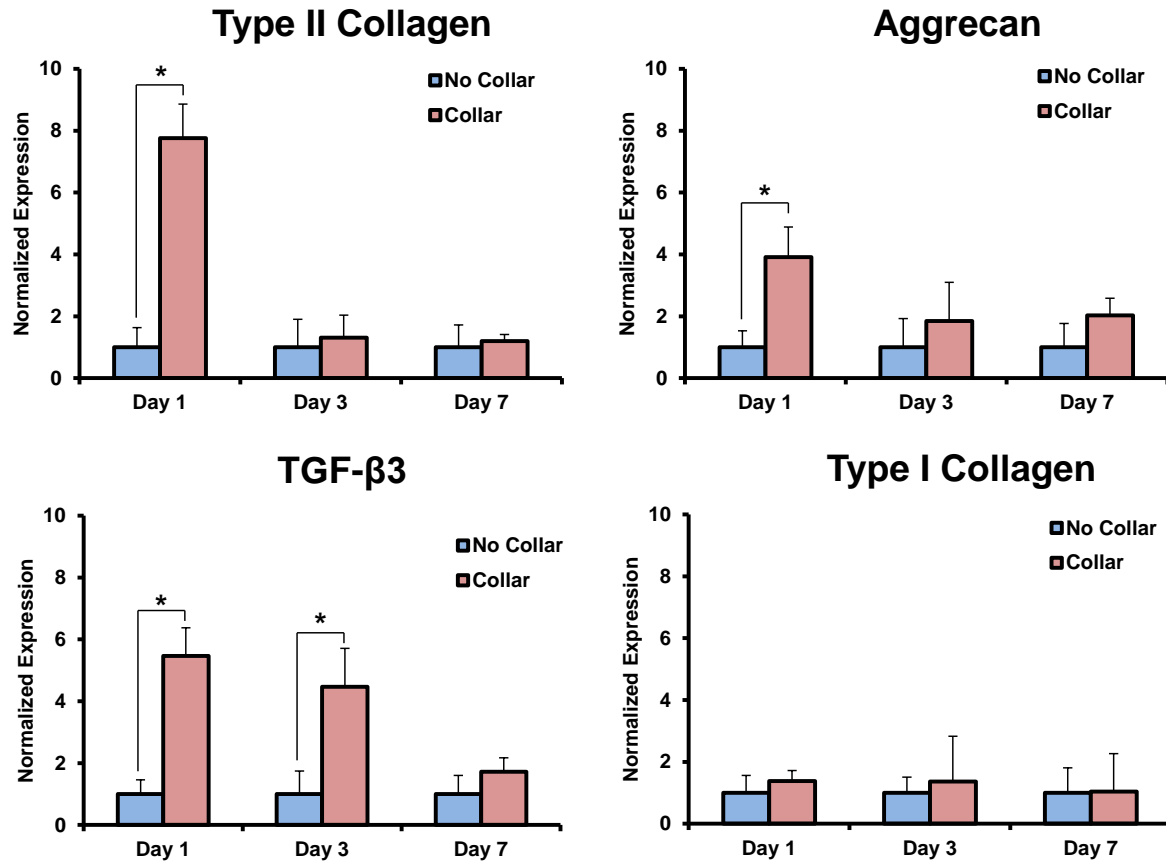 Type II Collagen
Normalized Expression
10
8
6
4
2
0
*
No Collar
Collar
Day 1
Day 3
Day 7
Aggrecan
Normalized Expression
10
8
6
4
2
0
*
No Collar
Collar
Day 1
Day 3
Day 7
TGF-β3
Normalized Expression
10
8
6
4
2
0
*
*
No Collar
Collar
Day 1
Day 3
Day 7
Type I Collagen
Normalized Expression
10
8
6
4
2
0
No Collar
Collar
Day 1
Day 3
Day 7